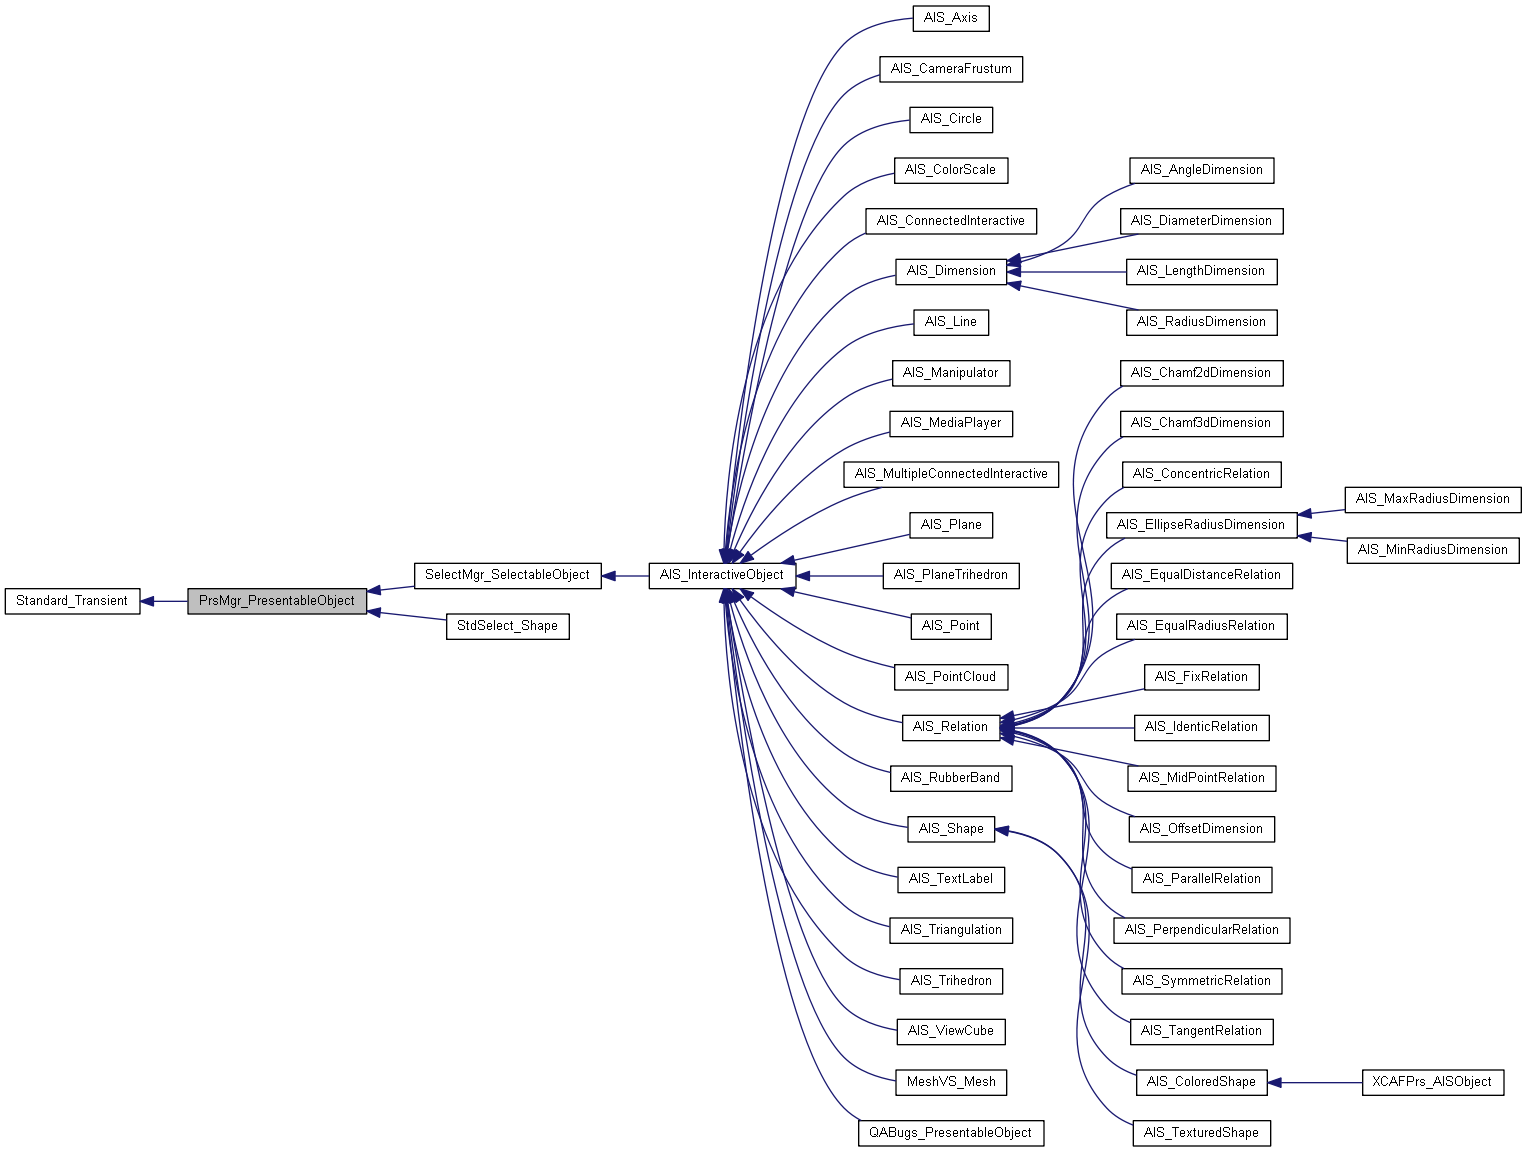 Standard_Transient
PrsMgr_PresentableObject
SelectMgr_SelectableObject
StdSelect_Shape
AIS_InteractiveObject
AIS_Axis
AIS_CameraFrustum
AIS_Circle
AIS_ColorScale
AIS_ConnectedInteractive
AIS_Dimension
AIS_Line
AIS_Manipulator
AIS_MediaPlayer
AIS_MultipleConnectedInteractive
AIS_Plane
AIS_PlaneTrihedron
AIS_Point
AIS_PointCloud
AIS_Relation
AIS_RubberBand
AIS_Shape
AIS_TextLabel
AIS_Triangulation
AIS_Trihedron
AIS_ViewCube
MeshVS_Mesh
QABugs_PresentableObject
AIS_AngleDimension
AIS_DiameterDimension
AIS_LengthDimension
AIS_RadiusDimension
AIS_Chamf2dDimension
AIS_Chamf3dDimension
AIS_ConcentricRelation
AIS_EllipseRadiusDimension
AIS_EqualDistanceRelation
AIS_EqualRadiusRelation
AIS_FixRelation
AIS_IdenticRelation
AIS_MidPointRelation
AIS_OffsetDimension
AIS_ParallelRelation
AIS_PerpendicularRelation
AIS_SymmetricRelation
AIS_TangentRelation
AIS_ColoredShape
AIS_TexturedShape
AIS_MaxRadiusDimension
AIS_MinRadiusDimension
XCAFPrs_AISObject